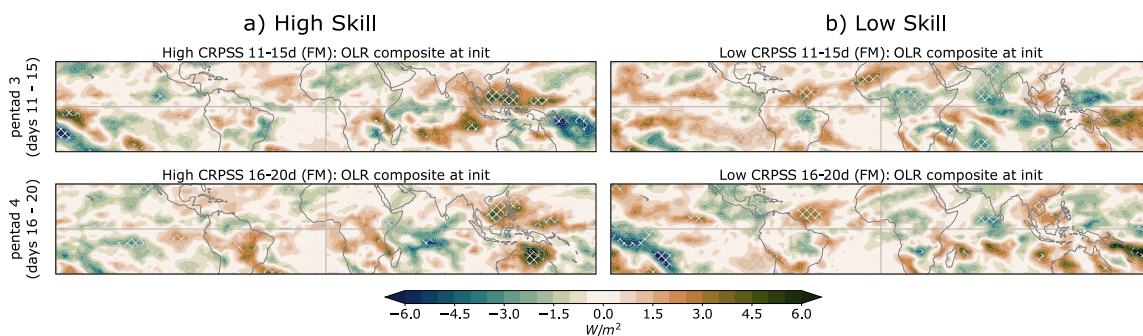 a) High Skill
b) Low Skill
High CRPSS 11-15d (FM): OLR composite at init
Low CRPSS 11-15d (FM): OLR composite at init
pentad 3
(days 11 - 15)
High CRPSS 16-20d (FM): OLR composite at init
Low CRPSS 16-20d (FM): OLR composite at init
pentad 4
(days 16 - 20)
−6.0 −4.5 −3.0 −1.5 0.0 1.5 3.0 4.5 6.0
W/m²